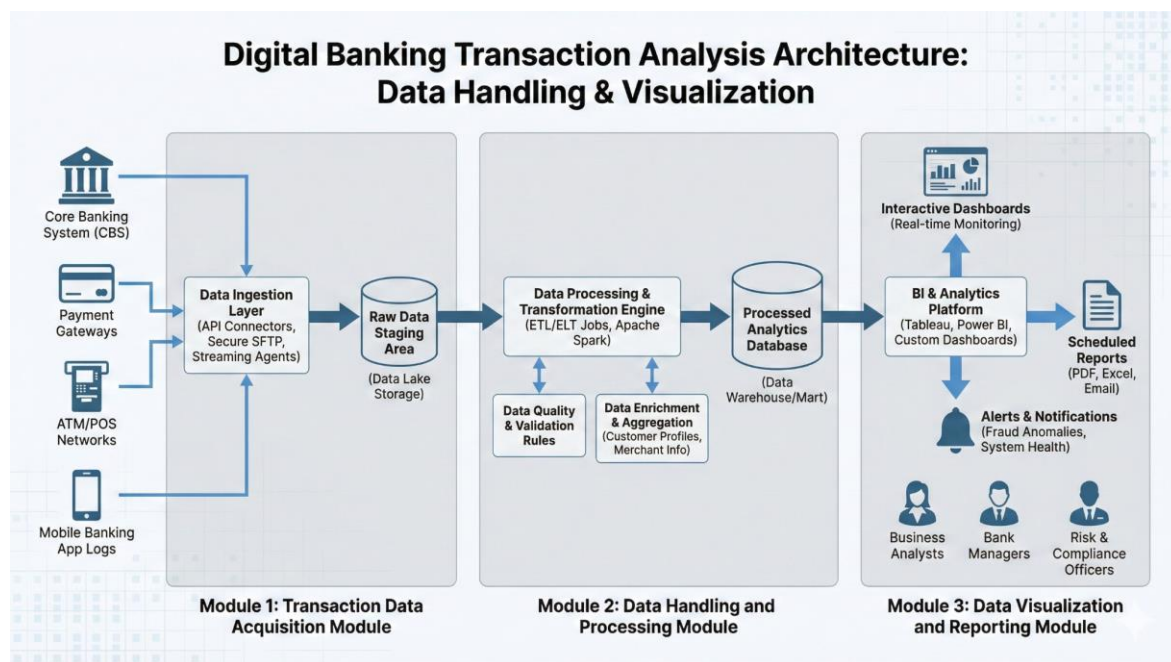 Digital Banking Transaction Analysis Architecture:
Data Handling & Visualization
Core Banking
System (CBS)
Payment
Gateways
ATM/POS
Networks
Mobile Banking
App Logs
Data Ingestion
Layer
(API Connectors,
Secure SFTP,
Streaming Agents)
Raw Data
Staging
Area
(Data Lake
Storage)
Module 1: Transaction Data
Acquisition Module
Data Processing &
Transformation Engine
(ETL/ELT Jobs, Apache
Spark)
Data Quality
& Validation
Rules
Data Enrichment
& Aggregation
(Customer Profiles,
Merchant Info)
Processed
Analytics
Database
(Data
Warehouse/Mart)
Module 2: Data Handling and
Processing Module
Interactive Dashboards
(Real-time Monitoring)
BI & Analytics
Platform
(Tableau, Power BI,
Custom Dashboards)
Scheduled
Reports
(PDF, Excel,
Email)
Alerts & Notifications
(Fraud Anomalies,
System Health)
Business
Analysts
Bank
Managers
Risk &
Compliance
Officers
Module 3: Data Visualization
and Reporting Module